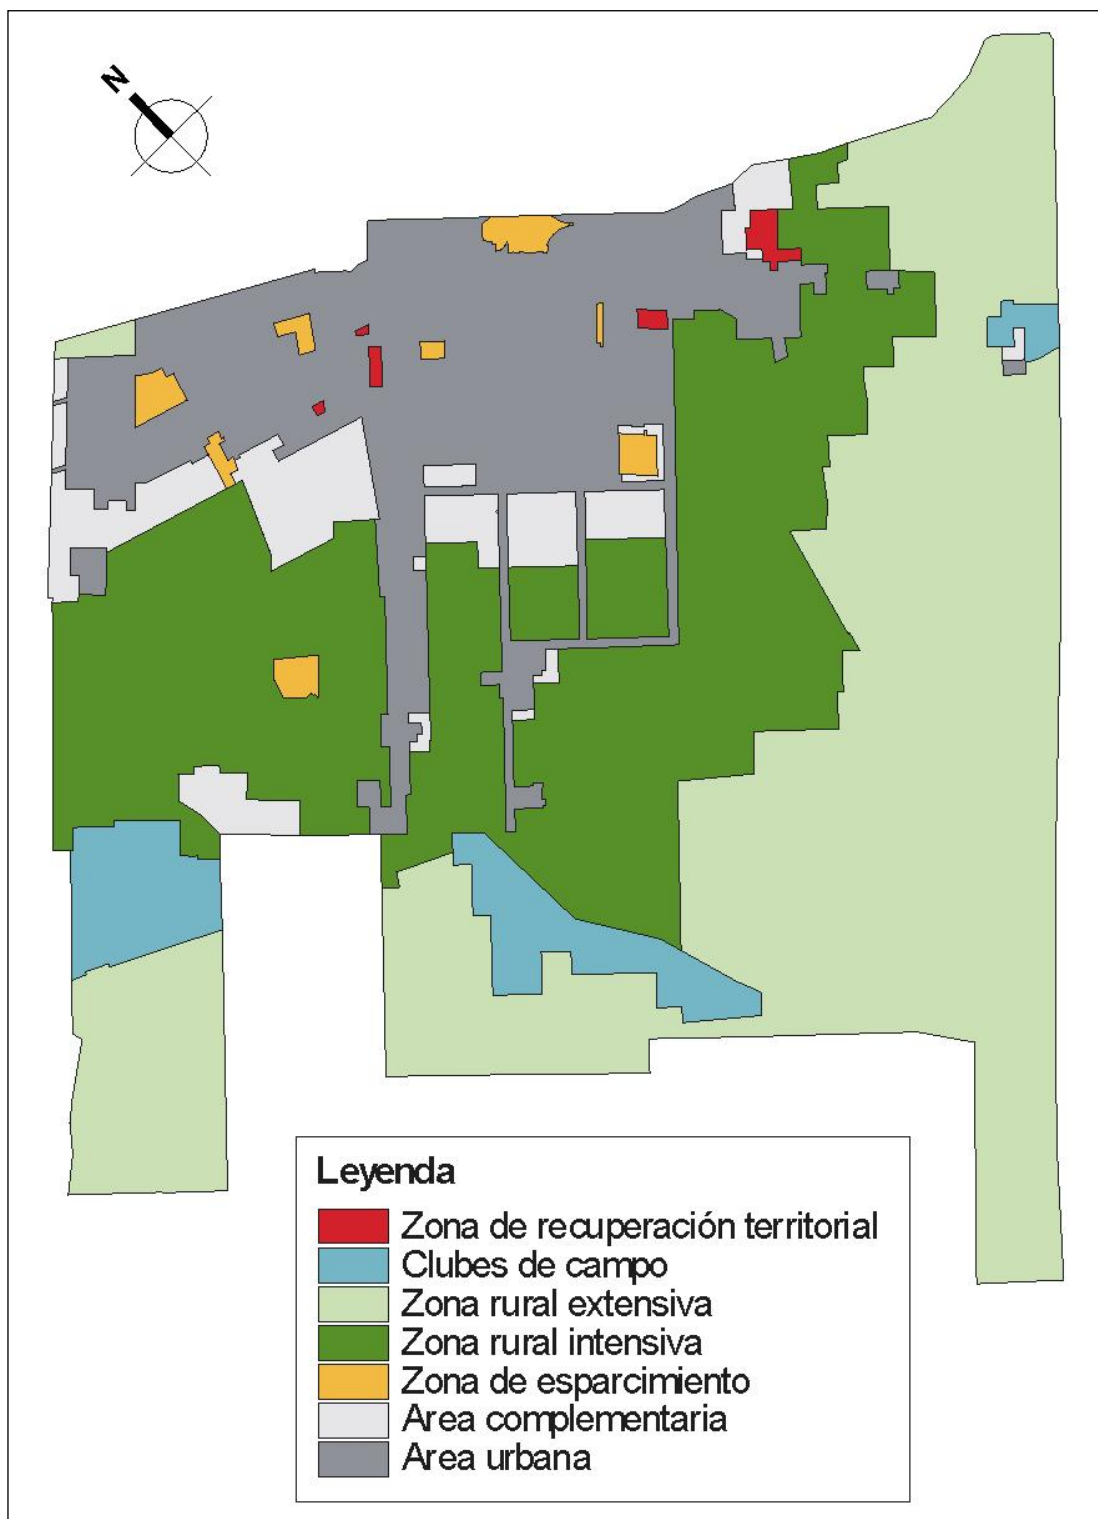 N
Leyenda
Zona de recuperación territorial
Clubes de campo
Zona rural extensiva
Zona rural intensiva
Zona de esparcimiento
Area complementaria
Area urbana